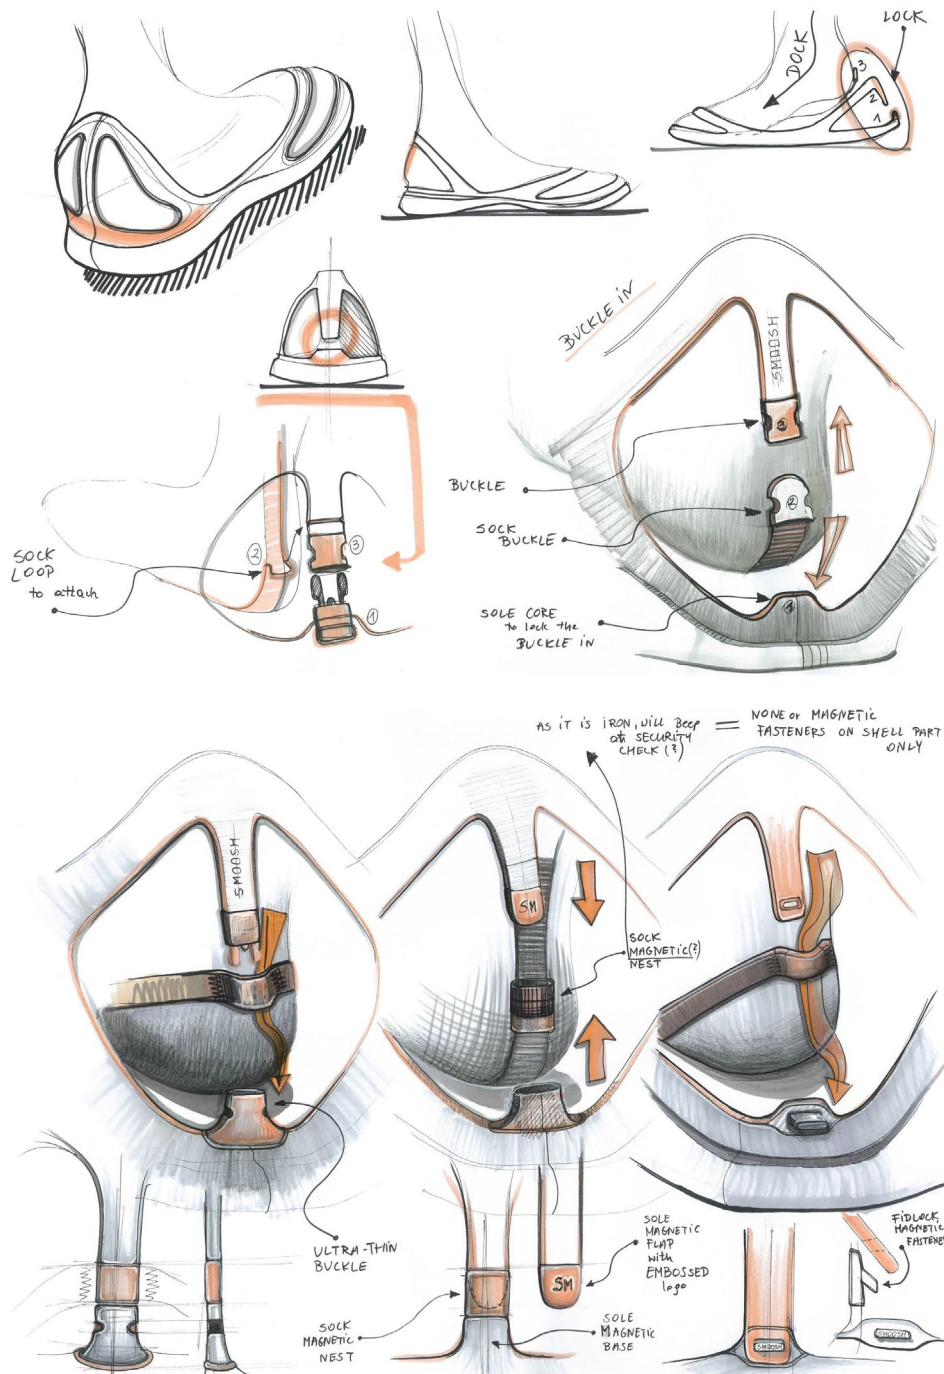 LOCK
DOCK
3
2
1
BUCKLE IN
SMOOSH
3
BUCKLE
2
SOCK
BUCKLE
SOLE CORE
to lock the
BUCKLE IN
1
2
3
SOCK
LOOP
to attach
1
AS iT iS iRON, WiLL Beep
at SECURITY
CHECK (?)
=
NONE or MAGNETiC
FASTENERS ON SHELL PART
ONLY
SMOOSH
SM
SOCK
MAGNETiC(?)
NEST
ULTRA-THiN
BUCKLE
SOCK
MAGNETiC
NEST
SOLE
MAGNETiC
FLAP
with
EMBOSSED
logo
SM
SOLE
MAGNETiC
BASE
SMOOSH
FiDLOCK,
MAGNETiC
FASTENE
SMOOSH